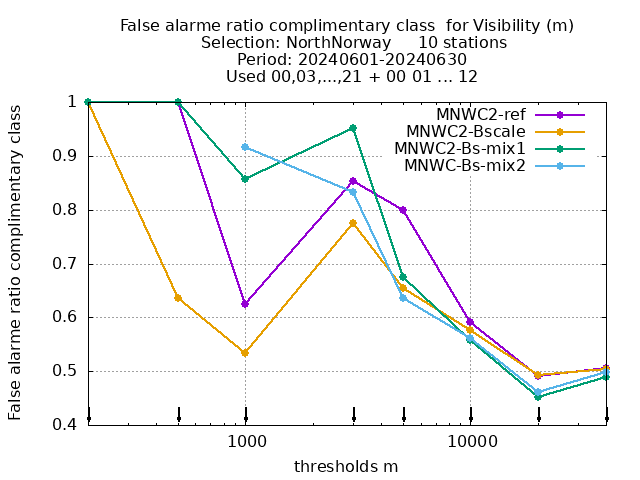 False alarme ratio complimentary class  for Visibility (m)
Selection: NorthNorway     10 stations
Period: 20240601-20240630
Used 00,03,...,21 + 00 01 ... 12
False alarme ratio complimentary class
1
0.9
0.8
0.7
0.6
0.5
0.4
MNWC2-ref
MNWC2-Bscale
MNWC2-Bs-mix1
MNWC-Bs-mix2
1000
10000
thresholds m